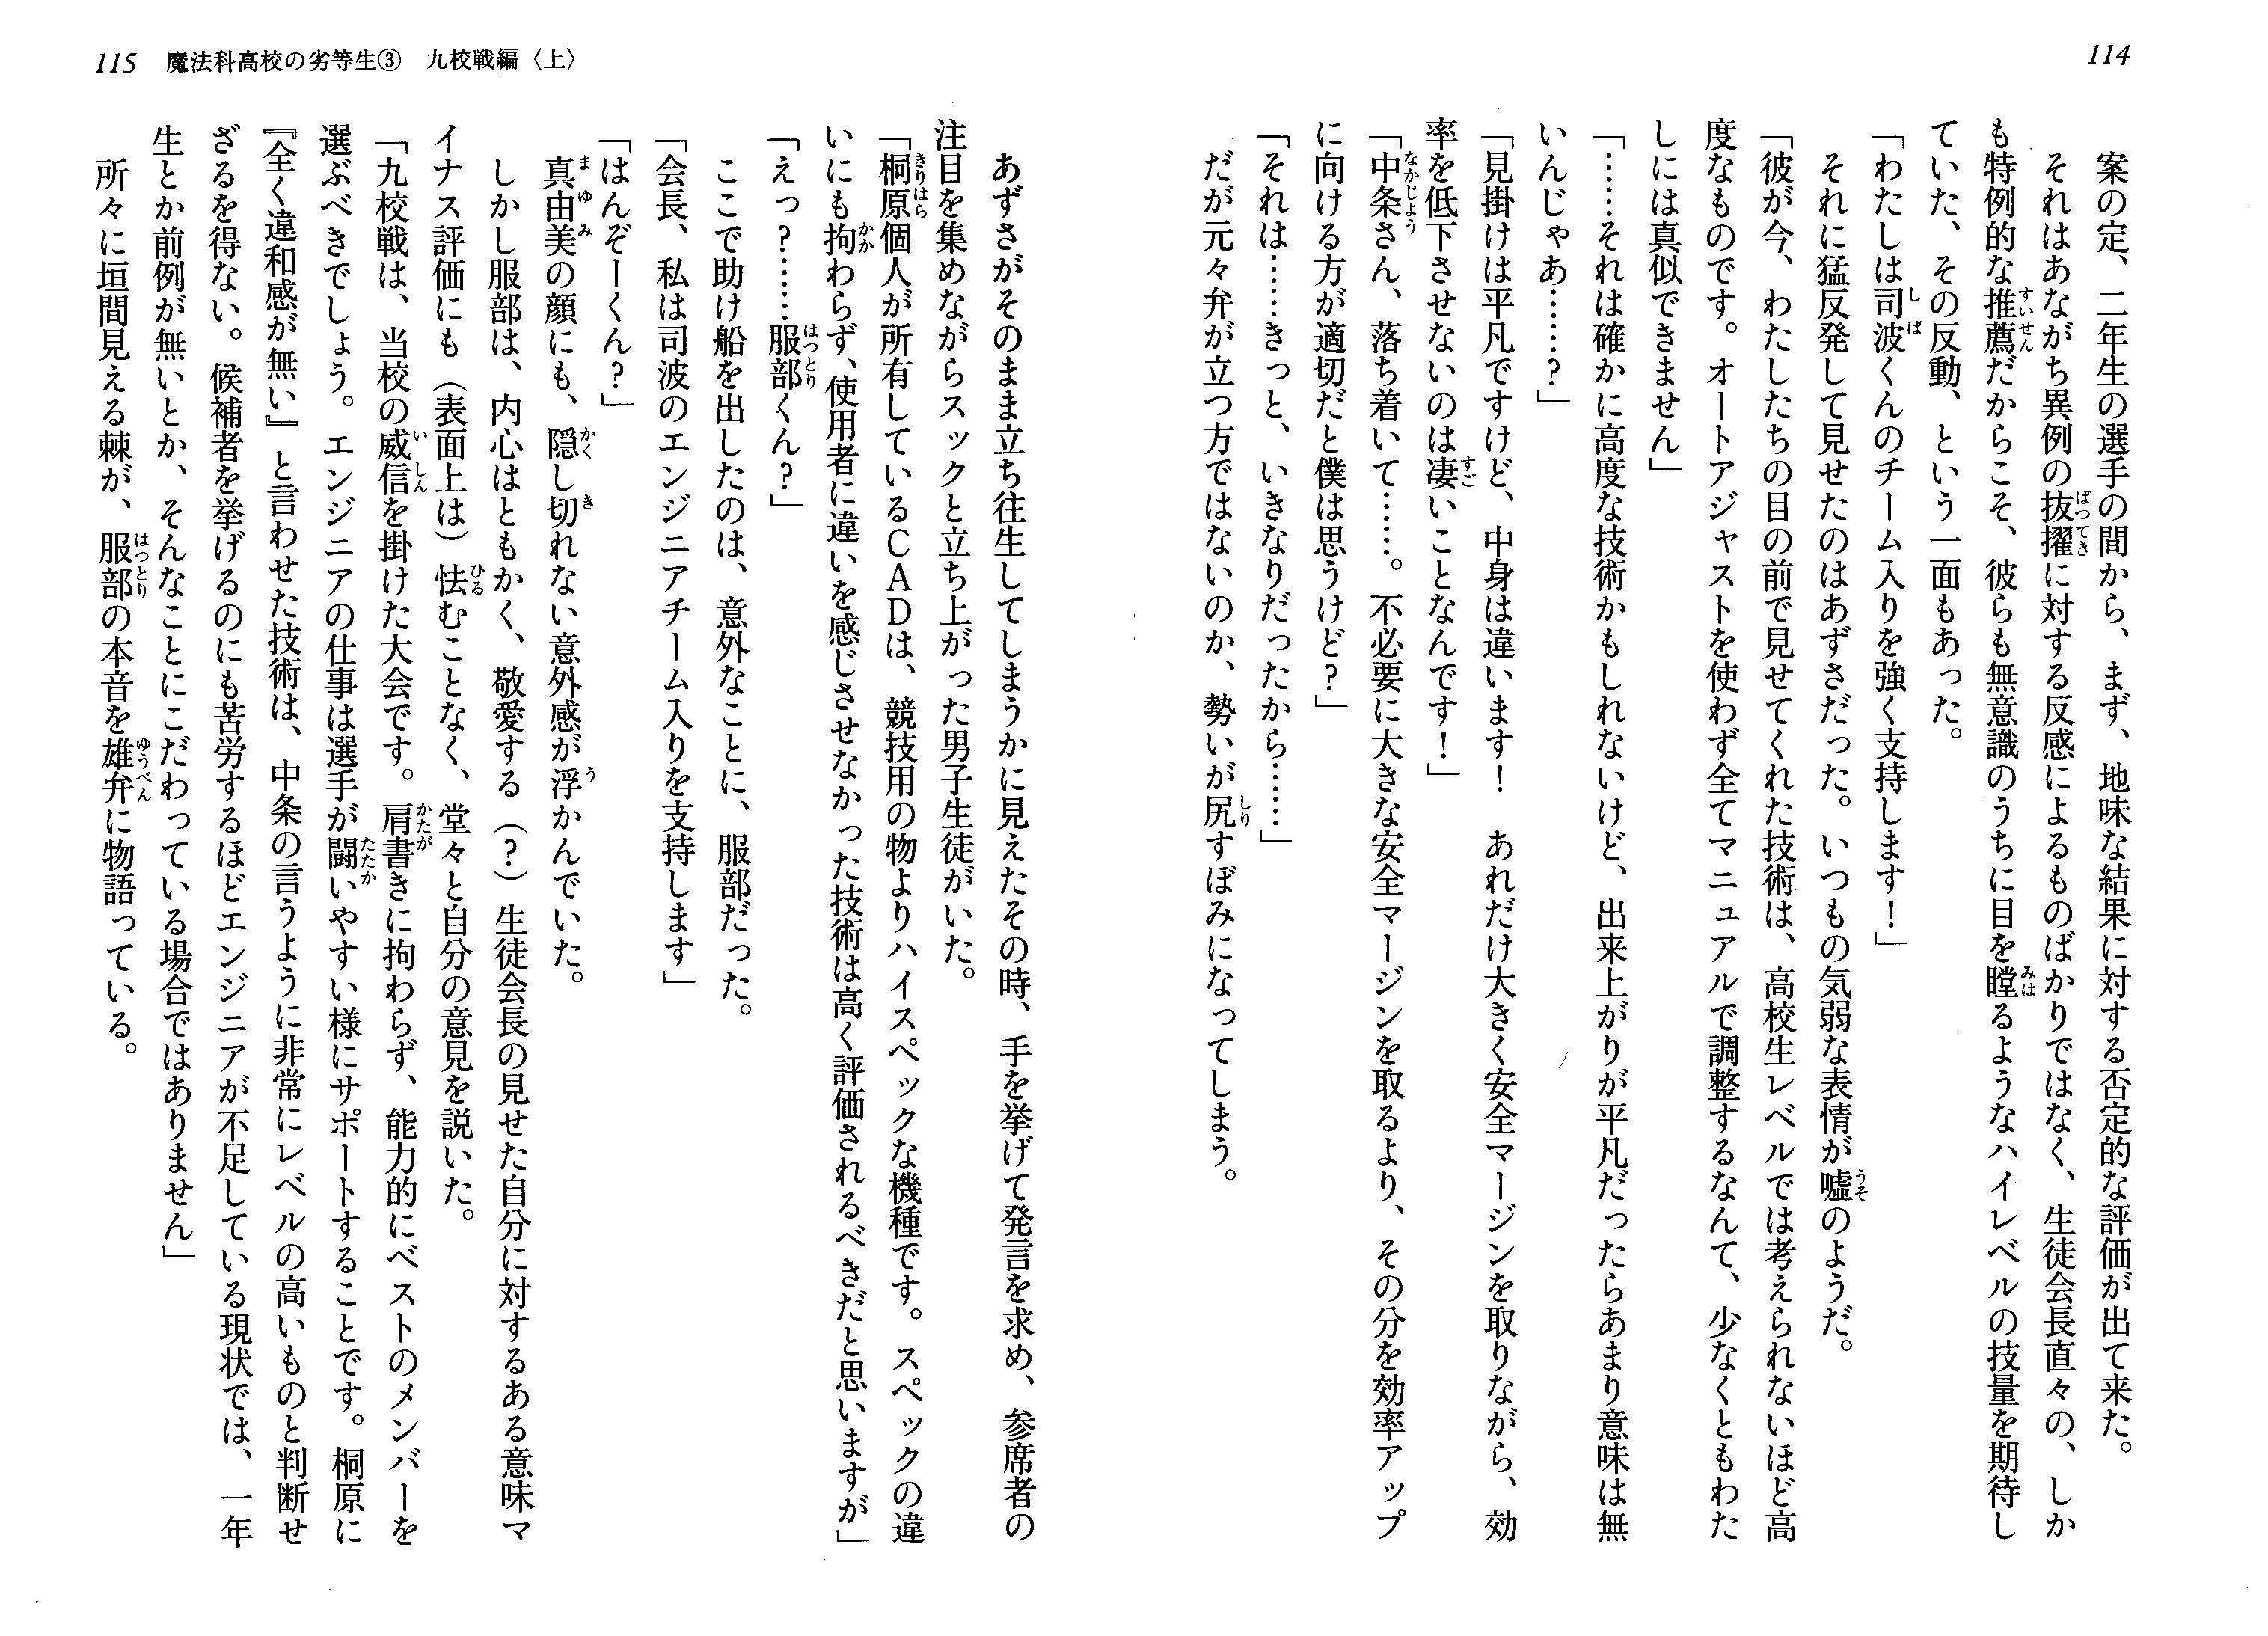 114
案の定、二年生の選手の間から、まず、地味な結果に対する否定的な評価が出て来た。
それはあながち異例の抜擢に対する反感によるものばかりではなく、生徒会長直々の、しか
も特例的な推薦だからこそ、彼らも無意識のうちに目を瞠るようなハイレベルの技量を期待し
ていた、その反動、という一面もあった。
「わたしは司波くんのチーム入りを強く支持します！」
それに猛反発して見せたのはあずさだった。いつもの気弱な表情が嘘のようだ。
「彼が今、わたしたちの目の前で見せてくれた技術は、高校生レベルでは考えられないほど高
度なものです。オートアジャストを使わず全てマニュアルで調整するなんて、少なくともわた
しには真似できません」
「……それは確かに高度な技術かもしれないけど、出来上がりが平凡だったらあまり意味は無
いんじゃあ……？」
「見掛けは平凡ですけど、中身は違います！　あれだけ大きく安全マージンを取りながら、効
率を低下させないのは凄いことなんです！」
「中条さん、落ち着いて……。不必要に大きな安全マージンを取るより、その分を効率アップ
に向ける方が適切だと僕は思うけど？」
「それは……きっと、いきなりだったから……」
だが元々弁が立つ方ではないのか、勢いが尻すぼみになってしまう。
115　魔法科高校の劣等生③　九校戦編〈上〉
あずさがそのまま立ち往生してしまうかに見えたその時、手を挙げて発言を求め、参席者の
注目を集めながらスックと立ち上がった男子生徒がいた。
「桐原個人が所有しているＣＡＤは、競技用の物よりハイスペックな機種です。スペックの違
いにも拘わらず、使用者に違いを感じさせなかった技術は高く評価されるべきだと思いますが」
「えっ？……服部くん？」
ここで助け船を出したのは、意外なことに、服部だった。
「会長、私は司波のエンジニアチーム入りを支持します」
「はんぞーくん？」
真由美の顔にも、隠し切れない意外感が浮かんでいた。
しかし服部は、内心はともかく、敬愛する（？）生徒会長の見せた自分に対するある意味マ
イナス評価にも（表面上は）怯むことなく、堂々と自分の意見を説いた。
「九校戦は、当校の威信を掛けた大会です。肩書きに拘わらず、能力的にベストのメンバーを
選ぶべきでしょう。エンジニアの仕事は選手が闘いやすい様にサポートすることです。桐原に
『全く違和感が無い』と言わせた技術は、中条の言うように非常にレベルの高いものと判断せ
ざるを得ない。候補者を挙げるのにも苦労するほどエンジニアが不足している現状では、一年
生とか前例が無いとか、そんなことにこだわっている場合ではありません」
所々に垣間見える棘が、服部の本音を雄弁に物語っている。